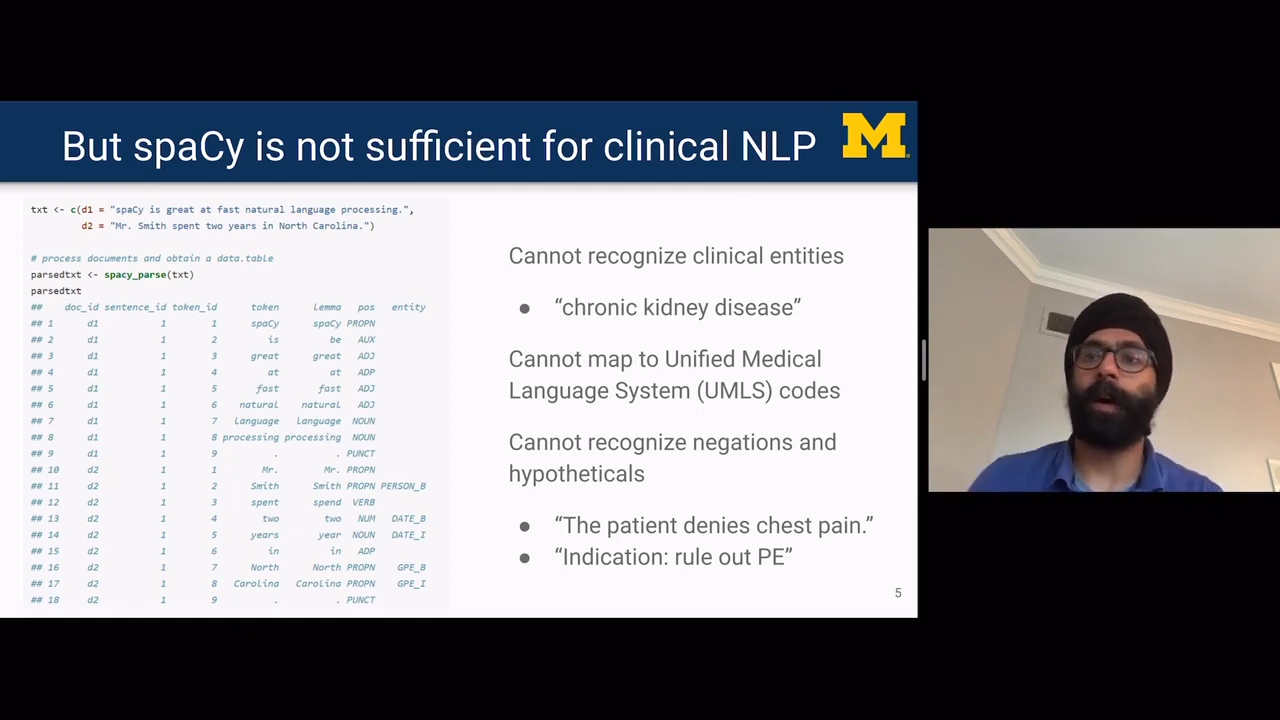 But spaCy is not sufficient for clinical NLP
M
txt <- c(d1 = "spaCy is great at fast natural language processing.",
d2 = "Mr. Smith spent two years in North Carolina.")
# process documents and obtain a data.table
parsedtxt <- spacy_parse(txt)
parsedtxt
## doc_id sentence_id token_id token lemma pos entity
## 1 d1 1 1 spaCy spaCy PROPN
## 2 d1 1 2 is be AUX
## 3 d1 1 3 great great ADJ
## 4 d1 1 4 at at ADP
## 5 d1 1 5 fast fast ADJ
## 6 d1 1 6 natural natural ADJ
## 7 d1 1 7 language language NOUN
## 8 d1 1 8 processing processing NOUN
## 9 d1 1 9 . . PUNCT
## 10 d2 1 1 Mr. Mr. PROPN
## 11 d2 1 2 Smith Smith PROPN PERSON_B
## 12 d2 1 3 spent spend VERB
## 13 d2 1 4 two two NUM DATE_B
## 14 d2 1 5 years year NOUN DATE_I
## 15 d2 1 6 in in ADP
## 16 d2 1 7 North North PROPN GPE_B
## 17 d2 1 8 Carolina Carolina PROPN GPE_I
## 18 d2 1 9 . . PUNCT
Cannot recognize clinical entities
● “chronic kidney disease”
Cannot map to Unified Medical
Language System (UMLS) codes
Cannot recognize negations and
hypotheticals
● “The patient denies chest pain.”
● “Indication: rule out PE”
5